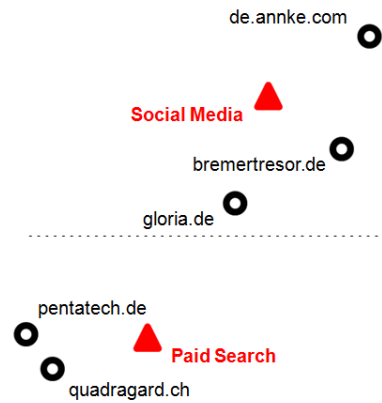 de.annke.com
Social Media
bremertresor.de
gloria.de
pentatech.de
Paid Search
quadragard.ch